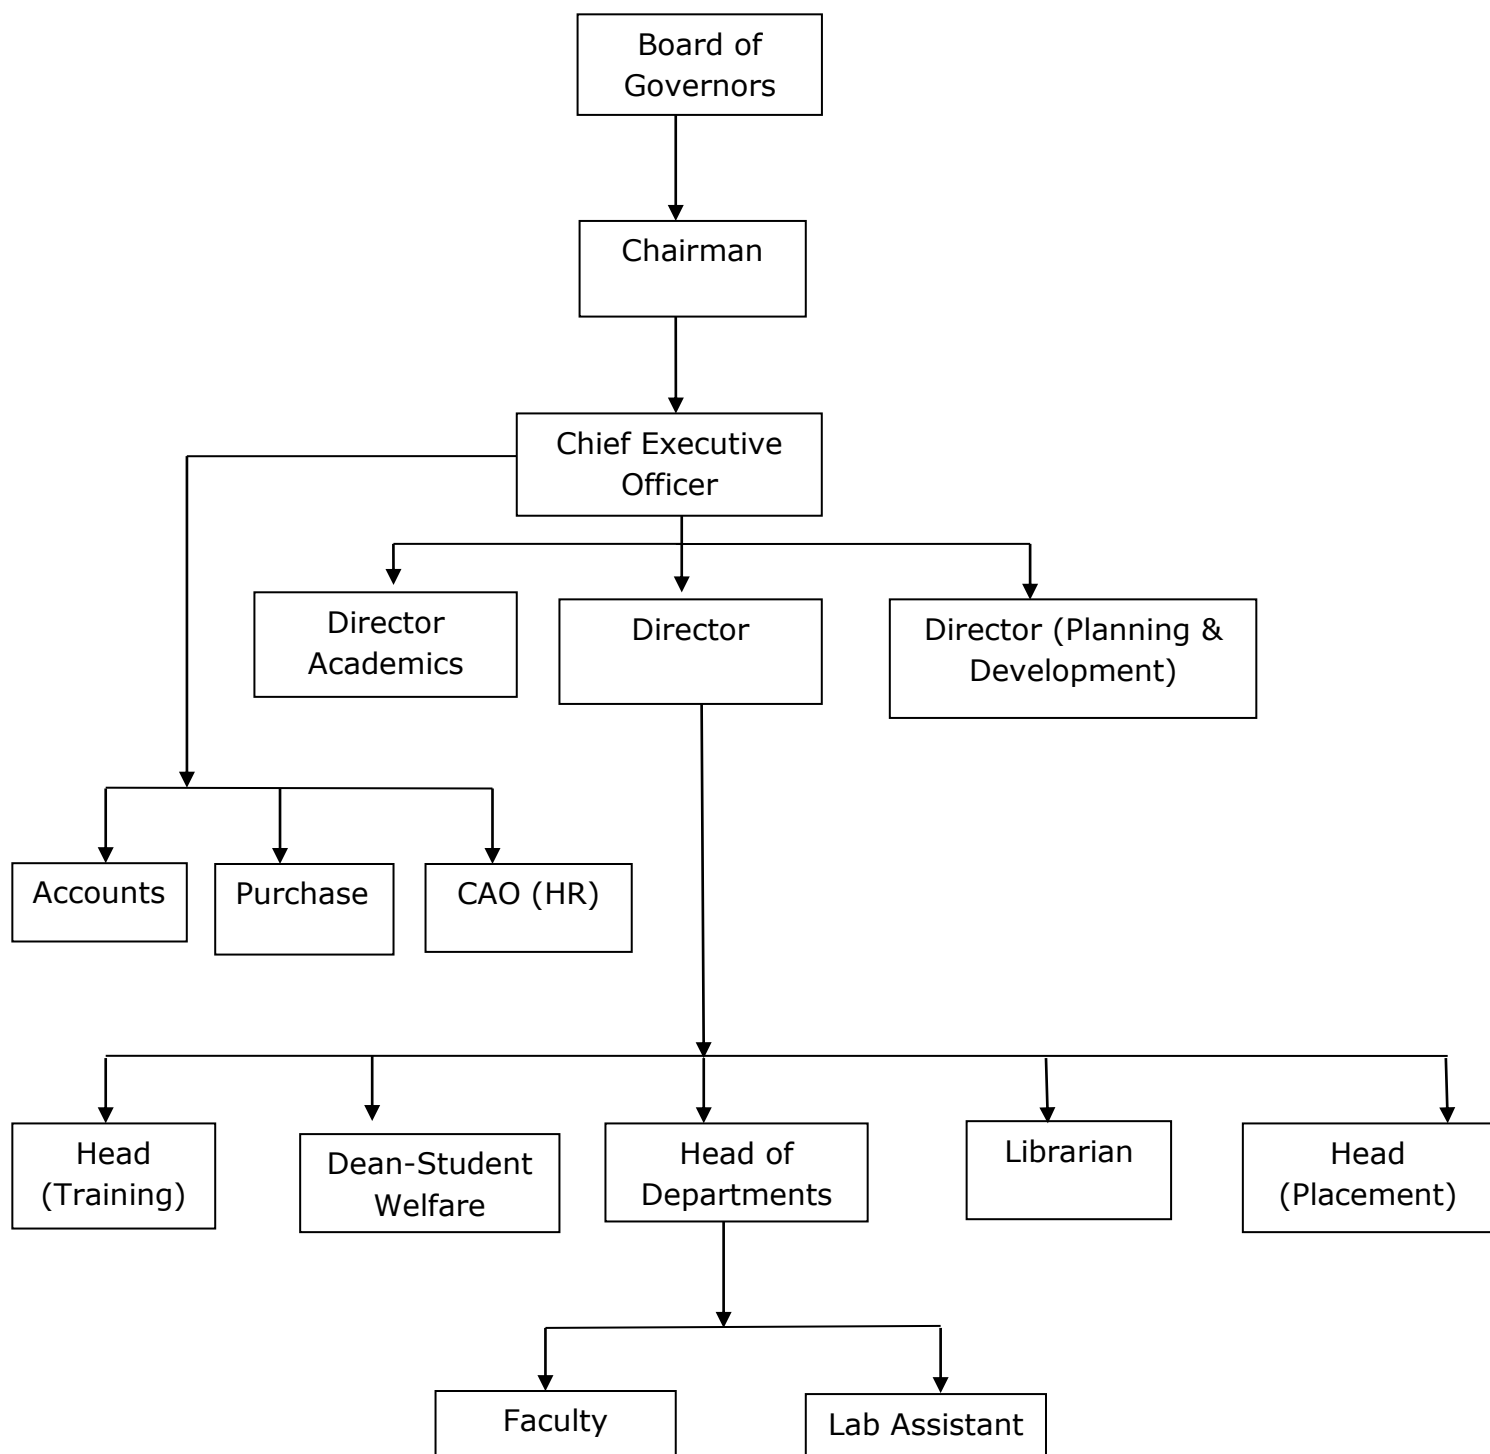 Board of
Governors
Chairman
Chief Executive
Officer
Director
Academics
Director
Director (Planning &
Development)
Accounts
Purchase
CAO (HR)
Head
(Training)
Dean-Student
Welfare
Head of
Departments
Librarian
Head
(Placement)
Faculty
Lab Assistant